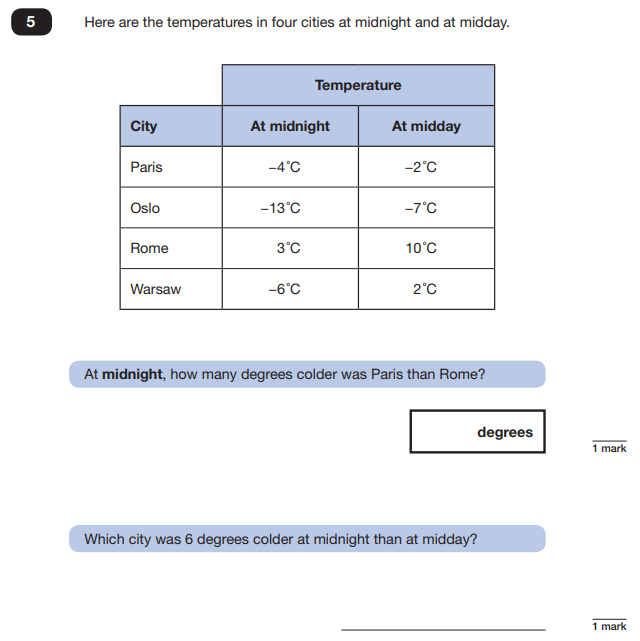 5 Here are the temperatures in four cities at midnight and at midday.
Temperature
City At midnight At midday
Paris –4˚C –2˚C
Oslo –13˚C –7˚C
Rome 3˚C 10˚C
Warsaw –6˚C 2˚C
At midnight, how many degrees colder was Paris than Rome?
degrees
1 mark
Which city was 6 degrees colder at midnight than at midday?
1 mark